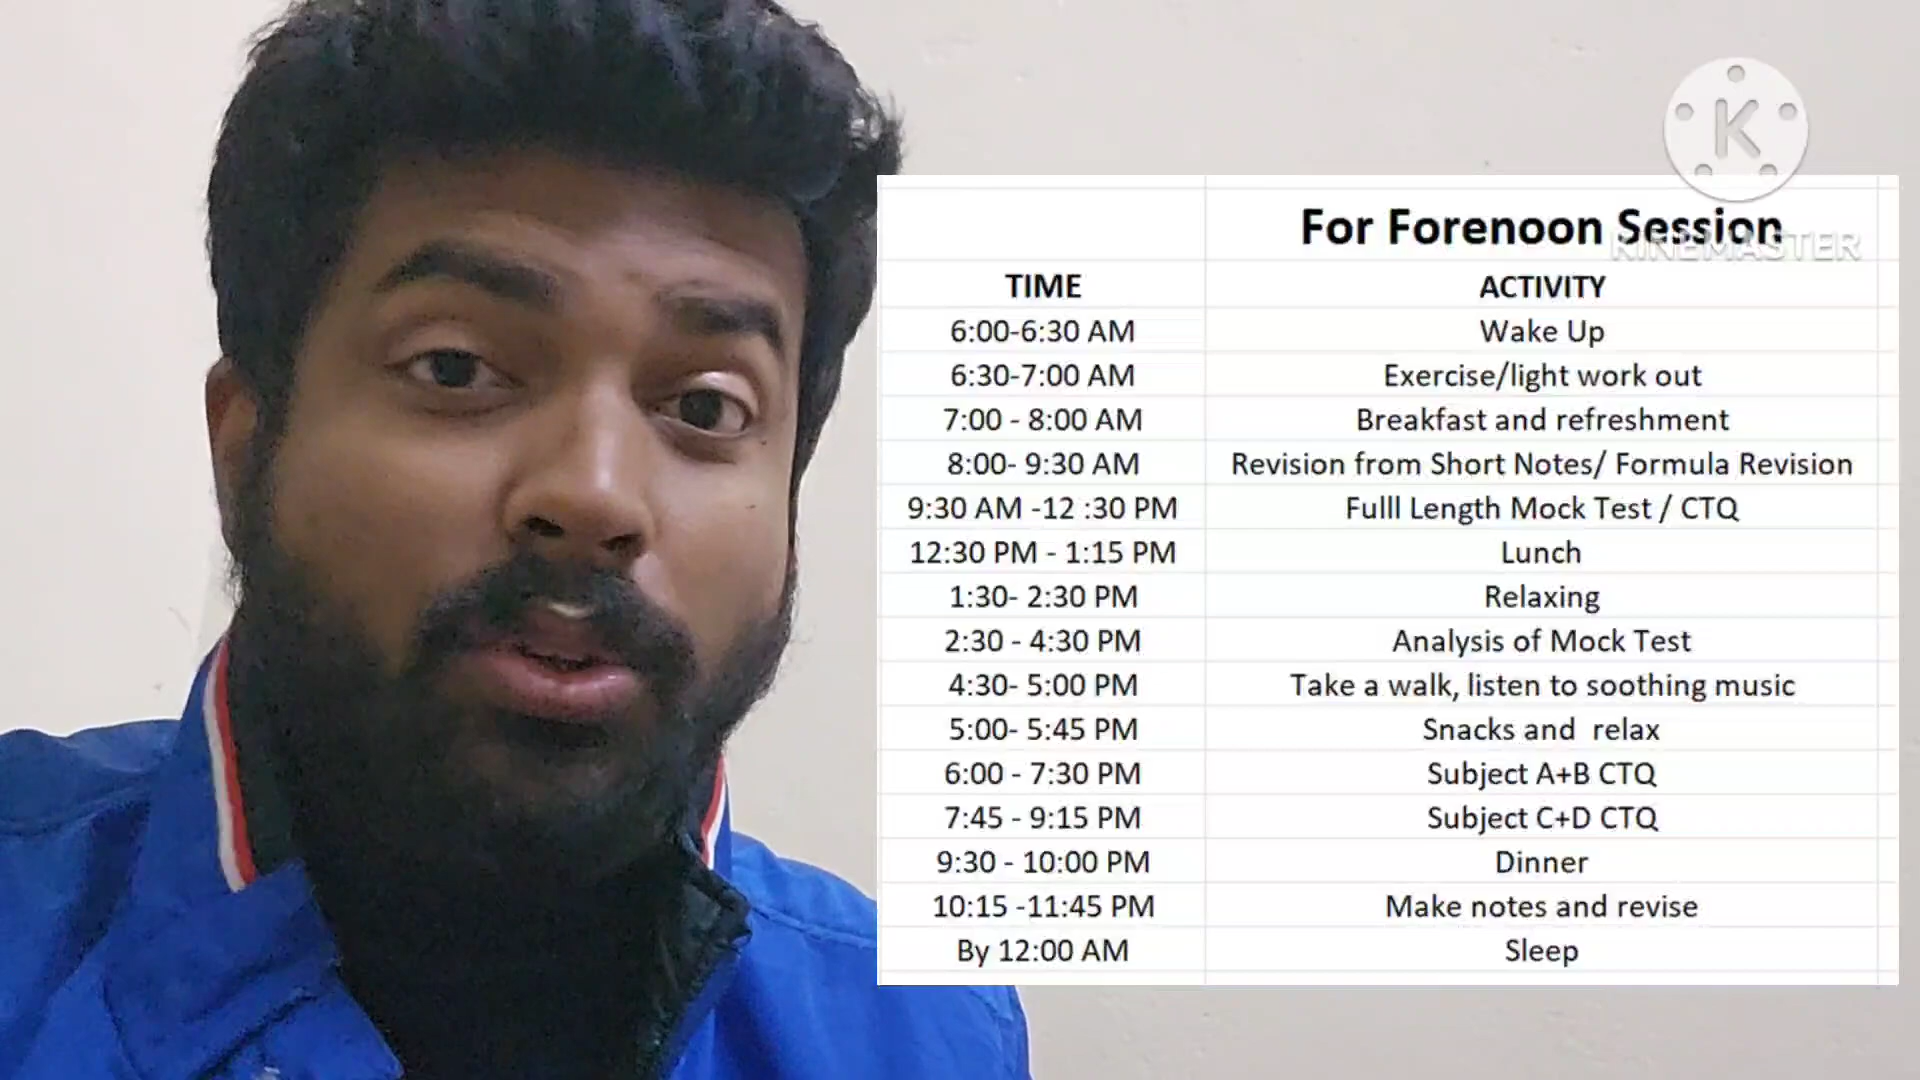 K
KINEMASTER
For Forenoon Session
TIME ACTIVITY
6:00-6:30 AM Wake Up
6:30-7:00 AM Exercise/light work out
7:00 - 8:00 AM Breakfast and refreshment
8:00- 9:30 AM Revision from Short Notes/ Formula Revision
9:30 AM -12 :30 PM Fulll Length Mock Test / CTQ
12:30 PM - 1:15 PM Lunch
1:30- 2:30 PM Relaxing
2:30 - 4:30 PM Analysis of Mock Test
4:30- 5:00 PM Take a walk, listen to soothing music
5:00- 5:45 PM Snacks and  relax
6:00 - 7:30 PM Subject A+B CTQ
7:45 - 9:15 PM Subject C+D CTQ
9:30 - 10:00 PM Dinner
10:15 -11:45 PM Make notes and revise
By 12:00 AM Sleep